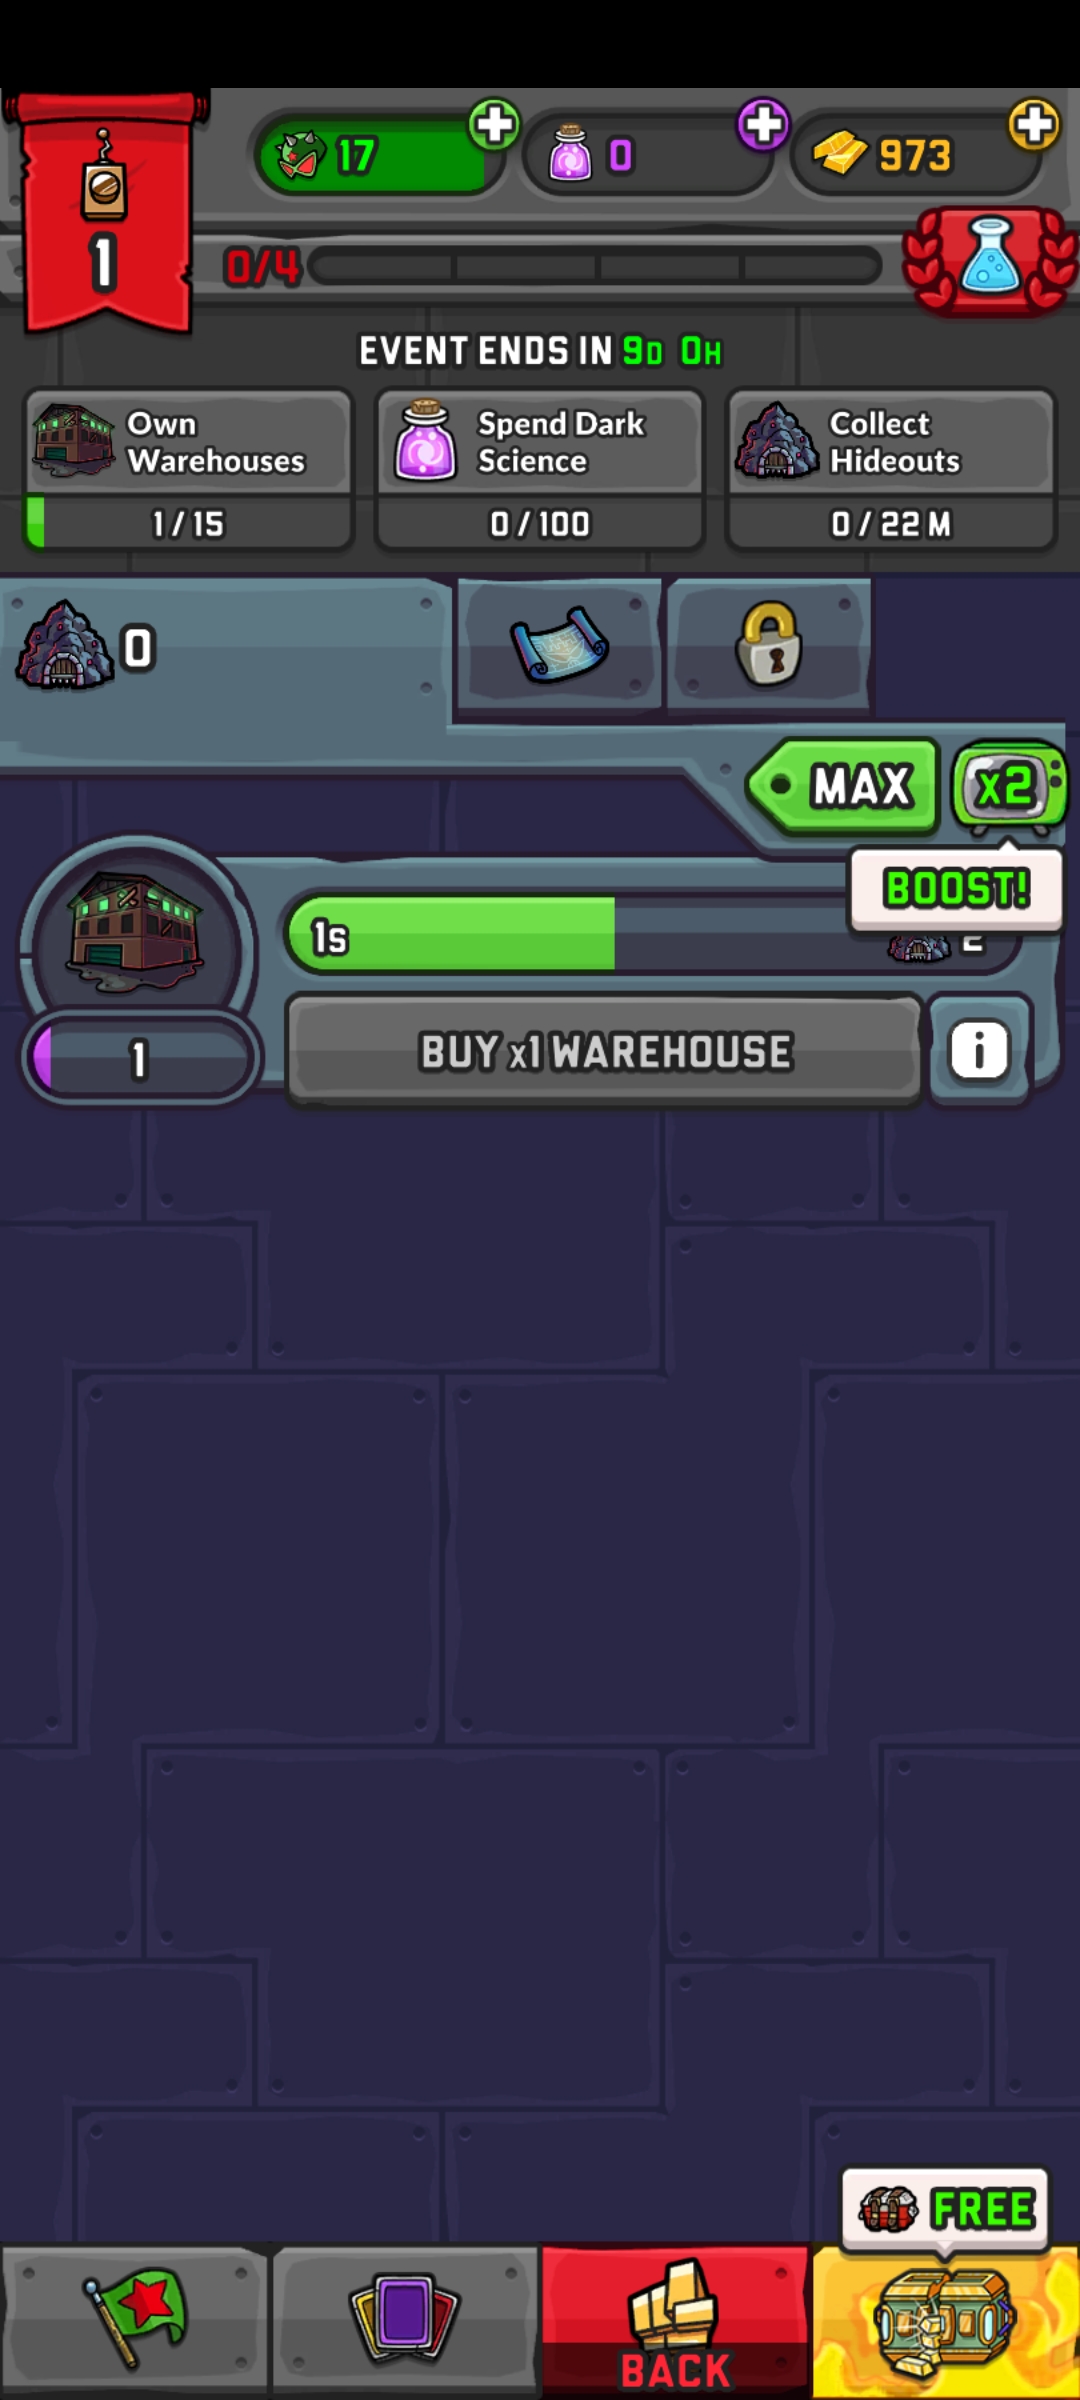 17
0
973
1
0/4
EVENT ENDS IN 9D 0H
Own
Warehouses
1/15
Spend Dark
Science
0/100
Collect
Hideouts
0/22 M
0
MAX
x2
BOOST!
1s
2
1
BUY x1 WAREHOUSE
i
FREE
BACK